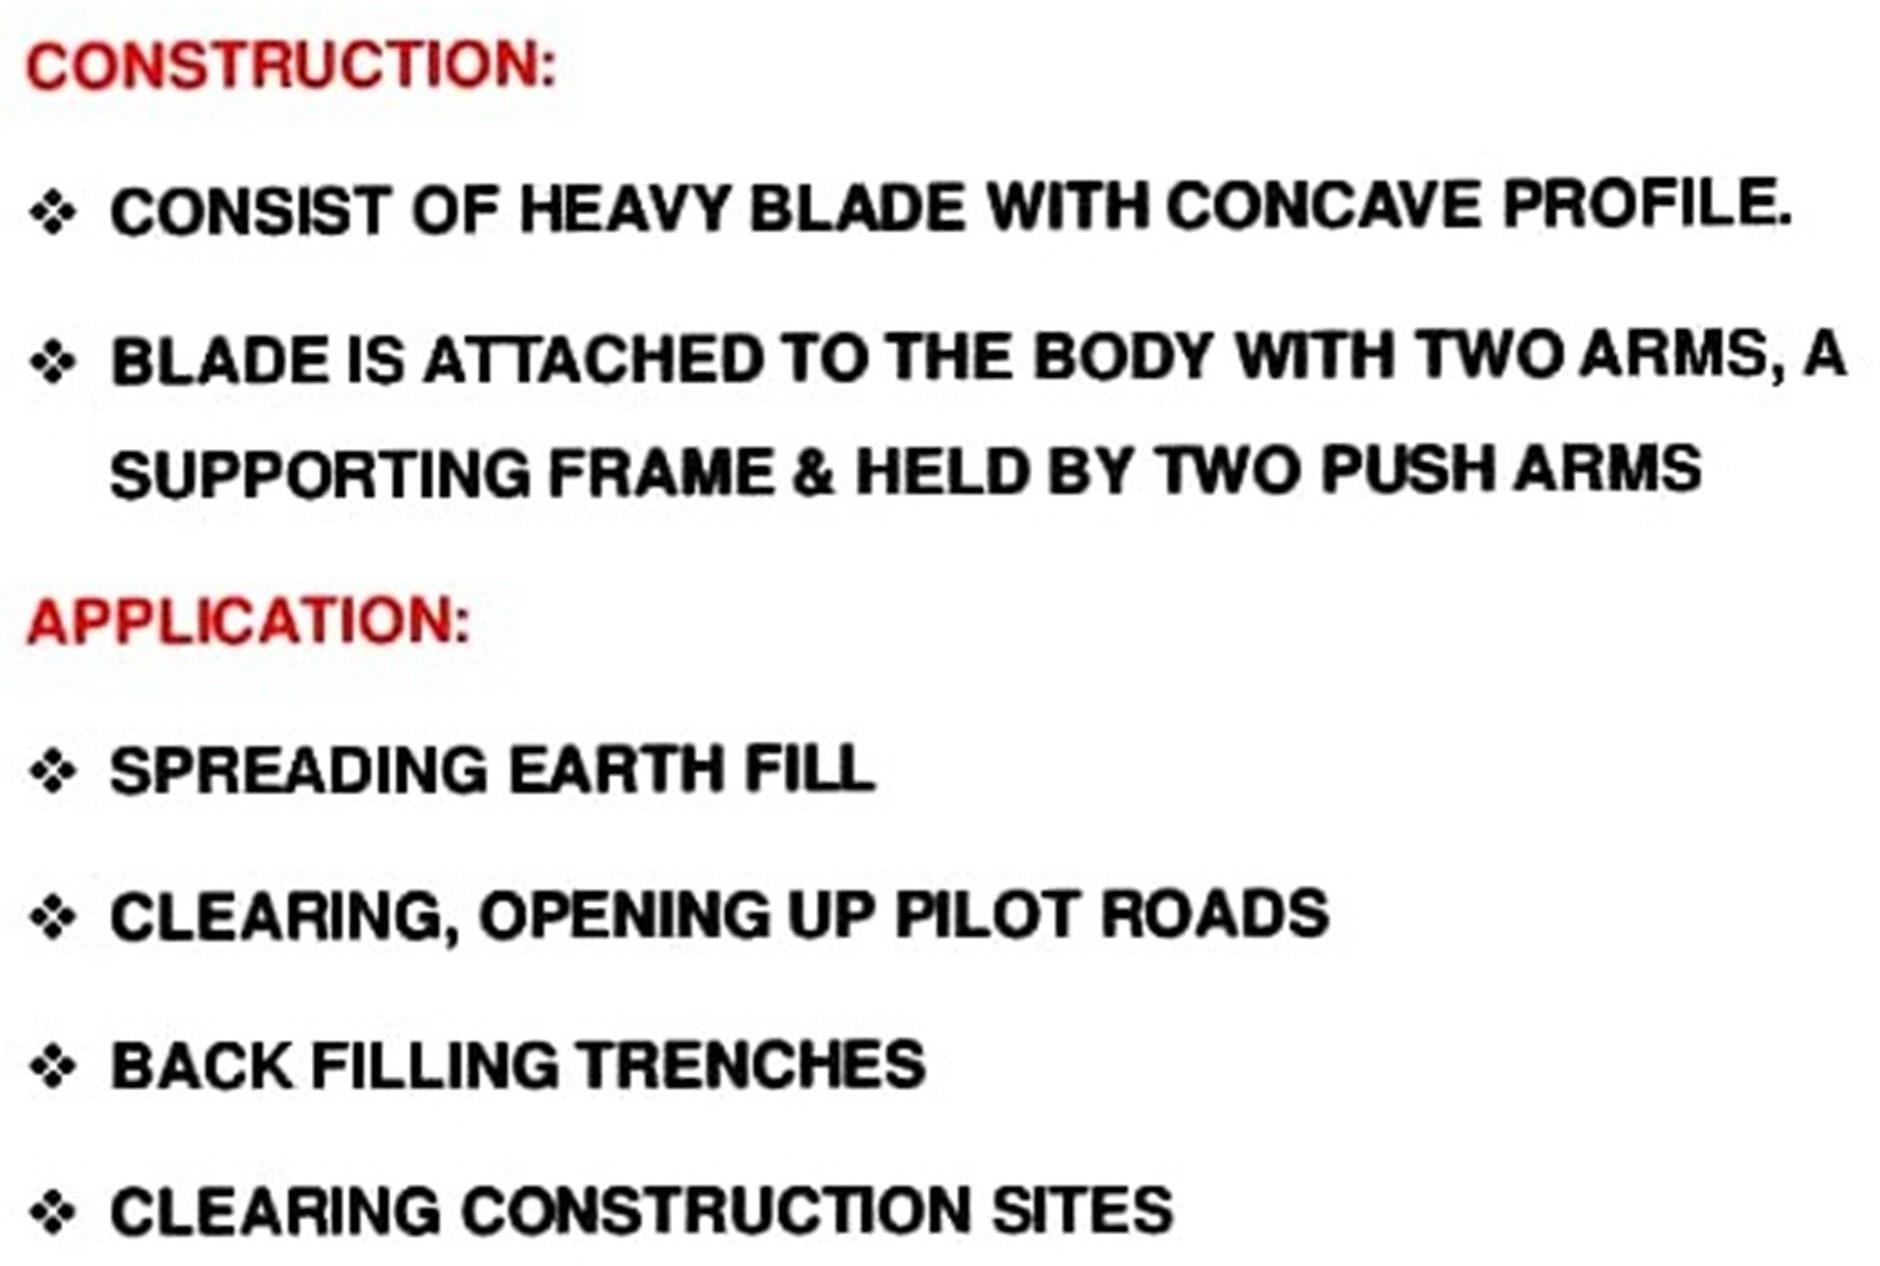 CONSTRUCTION:
❖ CONSIST OF HEAVY BLADE WITH CONCAVE PROFILE.
❖ BLADE IS ATTACHED TO THE BODY WITH TWO ARMS, A
SUPPORTING FRAME & HELD BY TWO PUSH ARMS
APPLICATION:
❖ SPREADING EARTH FILL
❖ CLEARING, OPENING UP PILOT ROADS
❖ BACK FILLING TRENCHES
❖ CLEARING CONSTRUCTION SITES